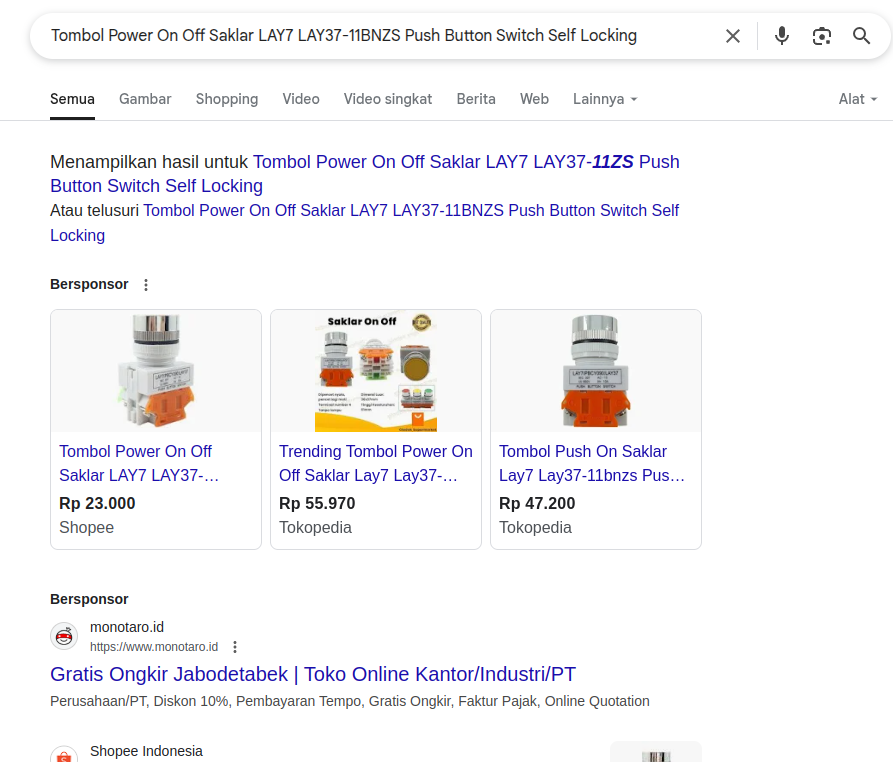 Tombol Power On Off Saklar LAY7 LAY37-11BNZS Push Button Switch Self Locking
Semua
Gambar
Shopping
Video
Video singkat
Berita
Web
Lainnya
Alat
Menampilkan hasil untuk Tombol Power On Off Saklar LAY7 LAY37-11ZS Push
Button Switch Self Locking
Atau telusuri Tombol Power On Off Saklar LAY7 LAY37-11BNZS Push Button Switch Self
Locking
Bersponsor
Tombol Power On Off
Saklar LAY7 LAY37-…
Rp 23.000
Shopee
Saklar On Off
Trending Tombol Power On
Off Saklar Lay7 Lay37-…
Rp 55.970
Tokopedia
PUSH BUTTON SWITCH
Tombol Push On Saklar
Lay7 Lay37-11bnzs Pus…
Rp 47.200
Tokopedia
Bersponsor
monotaro.id
https://www.monotaro.id
Gratis Ongkir Jabodetabek | Toko Online Kantor/Industri/PT
Perusahaan/PT, Diskon 10%, Pembayaran Tempo, Gratis Ongkir, Faktur Pajak, Online Quotation
Shopee Indonesia